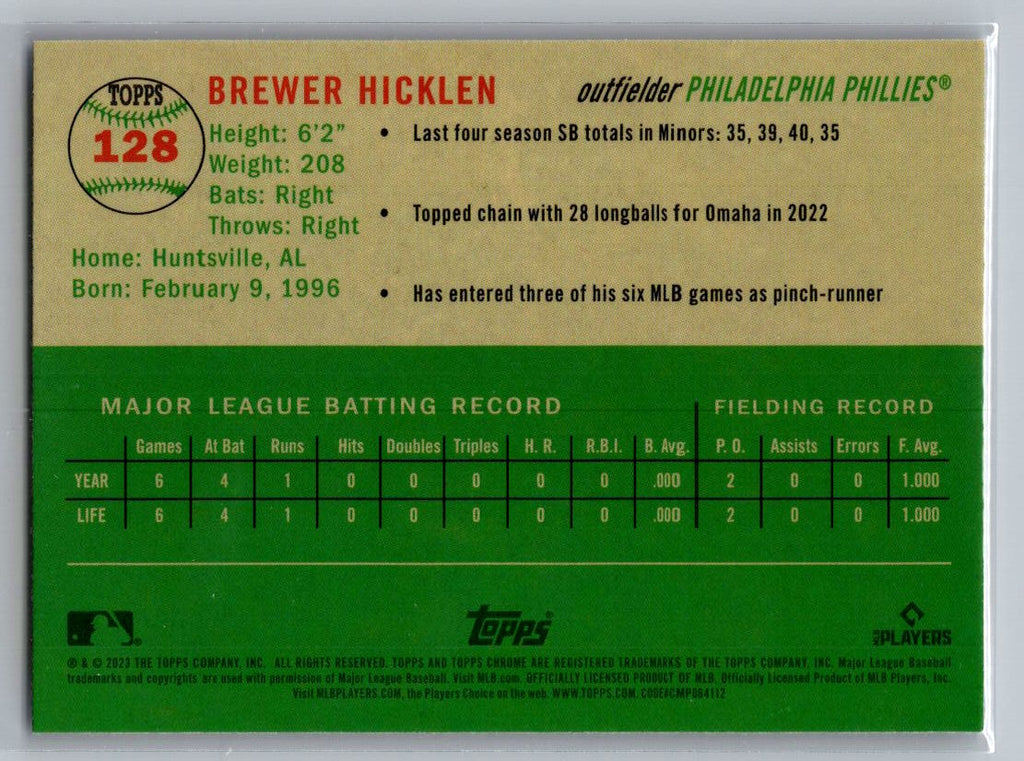 TOPPS
128
BREWER HICKLEN
outfielder PHILADELPHIA PHILLIES®
Height: 6'2"
Weight: 208
Bats: Right
Throws: Right
Home: Huntsville, AL
Born: February 9, 1996
• Last four season SB totals in Minors: 35, 39, 40, 35
• Topped chain with 28 longballs for Omaha in 2022
• Has entered three of his six MLB games as pinch-runner
MAJOR LEAGUE BATTING RECORD FIELDING RECORD
Games At Bat Runs Hits Doubles Triples H. R. R.B.I. B. Avg. P. O. Assists Errors F. Avg.
YEAR 6 4 1 0 0 0 0 0 .000 2 0 0 1.000
LIFE 6 4 1 0 0 0 0 0 .000 2 0 0 1.000
Topps®
MLB PLAYERS
® & © 2023 THE TOPPS COMPANY, INC. ALL RIGHTS RESERVED. TOPPS AND TOPPS CHROME ARE REGISTERED TRADEMARKS OF THE TOPPS COMPANY, INC. Major League Baseball
trademarks and copyrights are used with permission of Major League Baseball. Visit MLB.com. OFFICIALLY LICENSED PRODUCT OF MLB. Officially Licensed Product of MLB Players, Inc.
Visit MLBPLAYERS.COM, the Players Choice on the web. WWW.TOPPS.COM. CODE#CMP084112